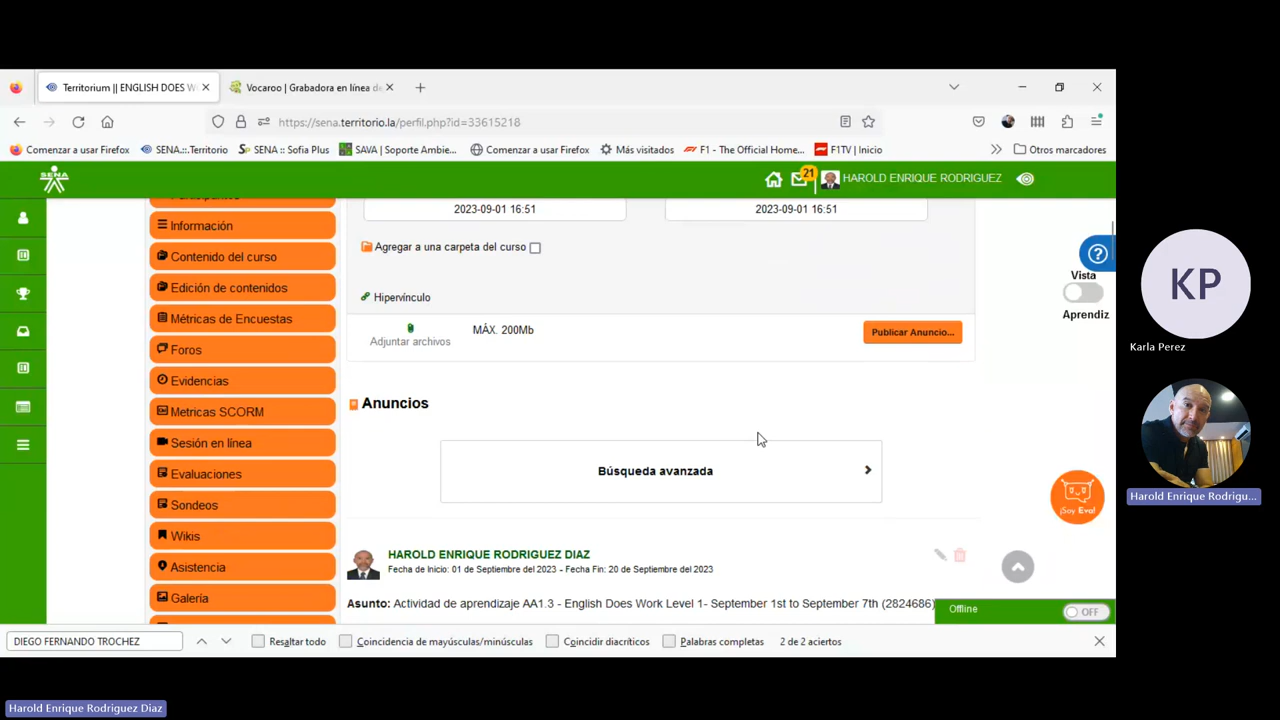 Territorium || ENGLISH DOES W
Vocaroo | Grabadora en línea de
https://sena.territorio.la/perfil.php?id=33615218
Comenzar a usar Firefox
SENA.::.Territorio
SENA :: Sofia Plus
SAVA | Soporte Ambie...
Comenzar a usar Firefox
Más visitados
F1 - The Official Home...
F1TV | Inicio
Otros marcadores
SENA
21
HAROLD ENRIQUE RODRIGUEZ
Información
Contenido del curso
Edición de contenidos
Métricas de Encuestas
Foros
Evidencias
Metricas SCORM
Sesión en línea
Evaluaciones
Sondeos
Wikis
Asistencia
Galería
2023-09-01 16:51
2023-09-01 16:51
Agregar a una carpeta del curso
Hipervínculo
Adjuntar archivos
MÁX. 200Mb
Publicar Anuncio...
Anuncios
Búsqueda avanzada
HAROLD ENRIQUE RODRIGUEZ DIAZ
Fecha de Inicio: 01 de Septiembre del 2023 - Fecha Fin: 20 de Septiembre del 2023
Asunto: Actividad de aprendizaje AA1.3 - English Does Work Level 1- September 1st to September 7th (2824686)
Vista
Aprendiz
¡Soy Eva!
Offline
OFF
DIEGO FERNANDO TROCHEZ
Resaltar todo
Coincidencia de mayúsculas/minúsculas
Coincidir diacríticos
Palabras completas
2 de 2 aciertos
KP
Karla Perez
Harold Enrique Rodrigu...
Harold Enrique Rodriguez Diaz